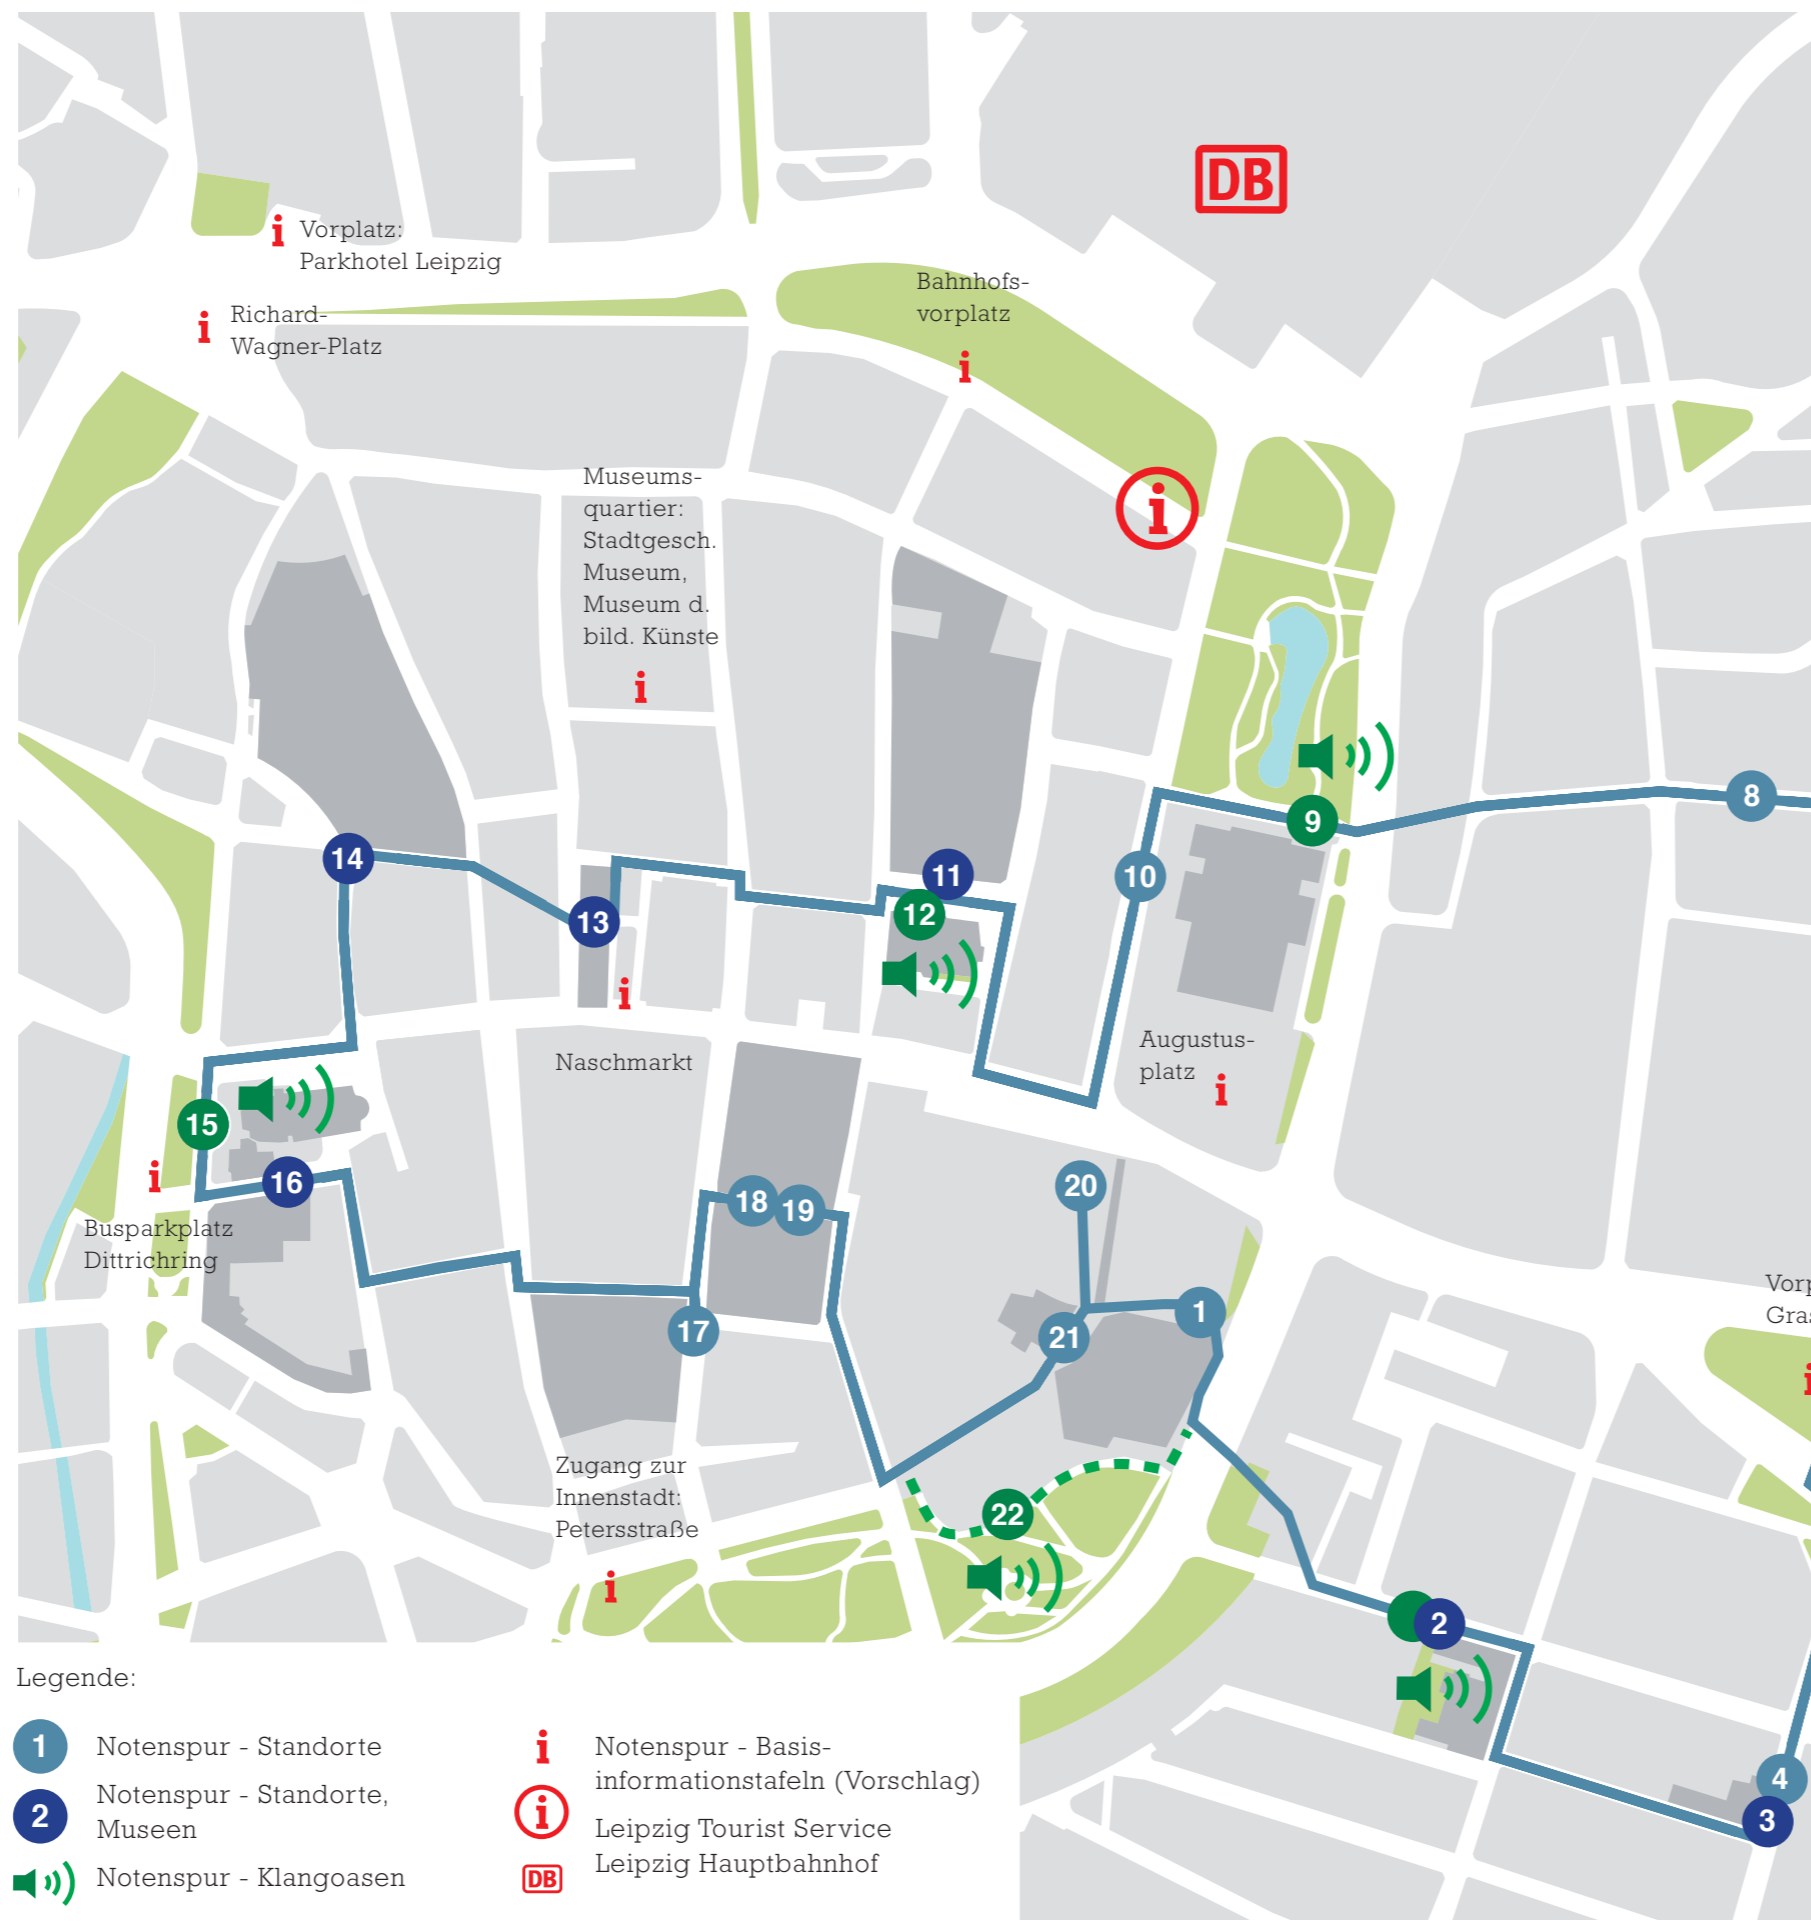 DB
i
Vorplatz:
Parkhotel Leipzig
i
Richard-
Wagner-Platz
Bahnhofs-
vorplatz
i
i
Museums-
quartier:
Stadtgesch.
Museum,
Museum d.
bild. Künste
i
8
9
10
11
12
13
14
i
Naschmarkt
Augustus-
platz
i
15
16
i
Busparkplatz
Dittrichring
17
18
19
20
21
1
Vorp
Gras
i
Zugang zur
Innenstadt:
Petersstraße
i
22
2
4
3
Legende:
1 Notenspur - Standorte
2 Notenspur - Standorte,
Museen
Notenspur - Klangoasen
i Notenspur - Basis-
informationstafeln (Vorschlag)
i Leipzig Tourist Service
DB Leipzig Hauptbahnhof